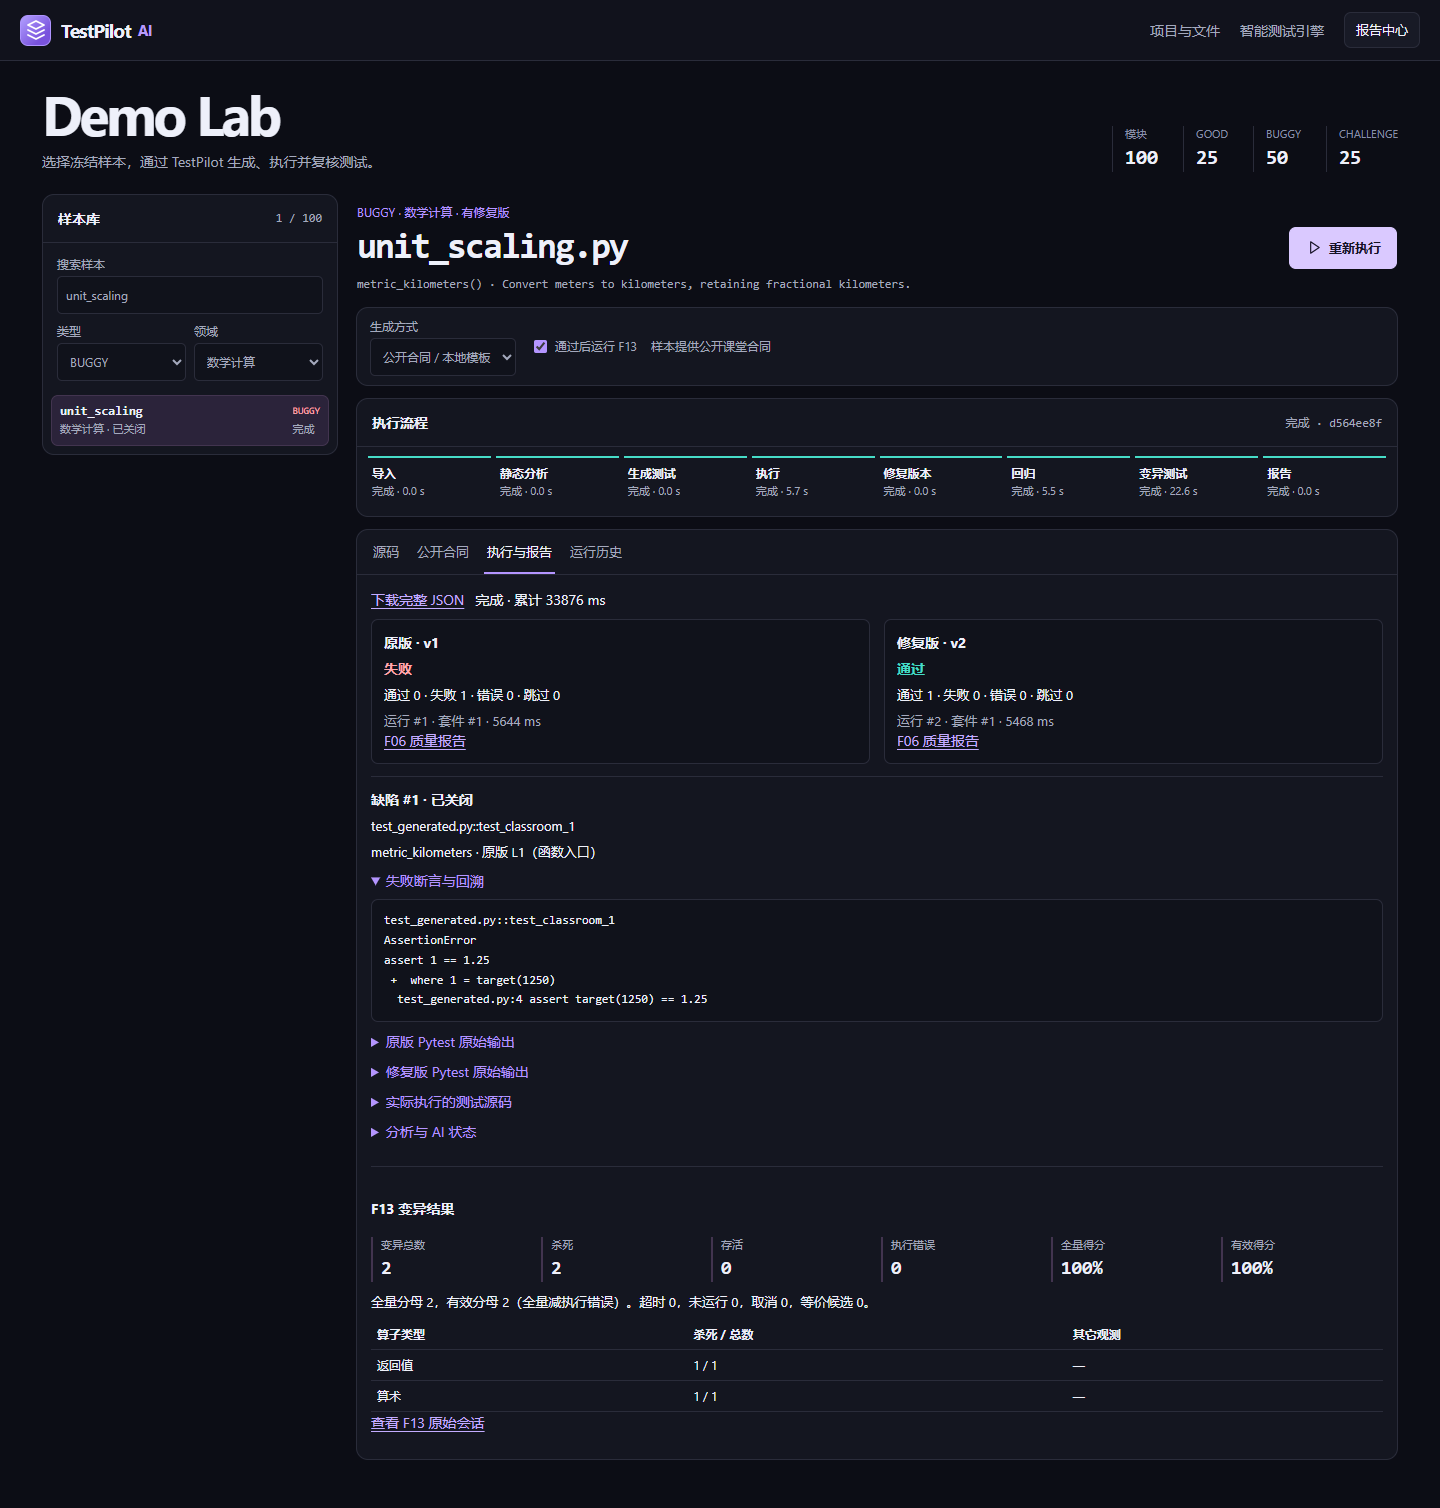 TestPilot AI
项目与文件 智能测试引擎 报告中心
Demo Lab
选择冻结样本，通过 TestPilot 生成、执行并复核测试。
模块 GOOD BUGGY CHALLENGE
100 25 50 25
样本库 1 / 100
搜索样本
unit_scaling
类型 领域
BUGGY 数学计算
unit_scaling BUGGY
数学计算 · 已关闭 完成
BUGGY · 数学计算 · 有修复版
unit_scaling.py
重新执行
metric_kilometers() · Convert meters to kilometers, retaining fractional kilometers.
生成方式
公开合同 / 本地模板 通过后运行 F13 样本提供公开课堂合同
执行流程 完成 · d564ee8f
导入 静态分析 生成测试 执行 修复版本 回归 变异测试 报告
完成 · 0.0 s 完成 · 0.0 s 完成 · 0.0 s 完成 · 5.7 s 完成 · 0.0 s 完成 · 5.5 s 完成 · 22.6 s 完成 · 0.0 s
源码 公开合同 执行与报告 运行历史
下载完整 JSON 完成 · 累计 33876 ms
原版 · v1
失败
通过 0 · 失败 1 · 错误 0 · 跳过 0
运行 #1 · 套件 #1 · 5644 ms
F06 质量报告
修复版 · v2
通过
通过 1 · 失败 0 · 错误 0 · 跳过 0
运行 #2 · 套件 #1 · 5468 ms
F06 质量报告
缺陷 #1 · 已关闭
test_generated.py::test_classroom_1
metric_kilometers · 原版 L1（函数入口）
失败断言与回溯
test_generated.py::test_classroom_1
AssertionError
assert 1 == 1.25
+ where 1 = target(1250)
test_generated.py:4 assert target(1250) == 1.25
原版 Pytest 原始输出
修复版 Pytest 原始输出
实际执行的测试源码
分析与 AI 状态
F13 变异结果
变异总数 杀死 存活 执行错误 全量得分 有效得分
2 2 0 0 100% 100%
全量分母 2，有效分母 2（全量减执行错误）。超时 0，未运行 0，取消 0，等价候选 0。
算子类型 杀死 / 总数 其它观测
返回值 1 / 1 —
算术 1 / 1 —
查看 F13 原始会话